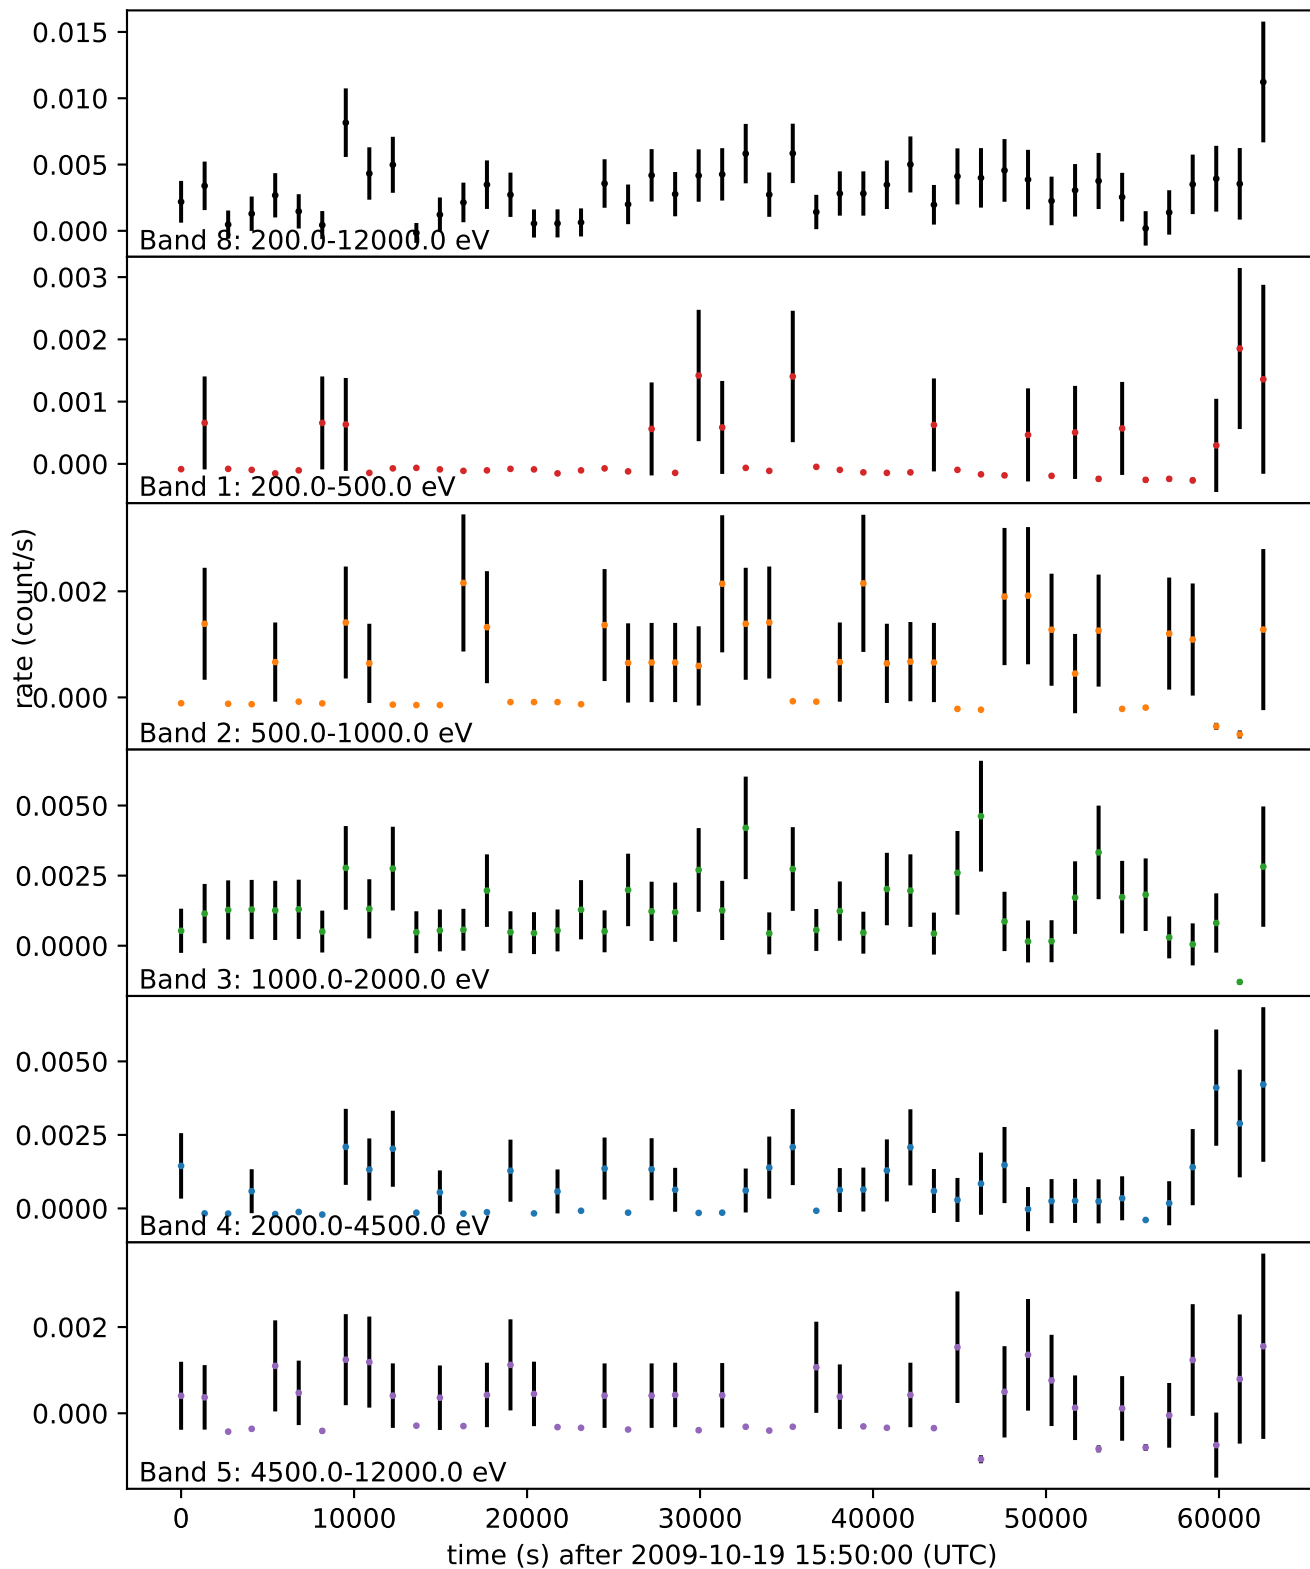 0.015
0.010
0.005
0.000
Band 8: 200.0-12000.0 eV
0.003
0.002
0.001
0.000
Band 1: 200.0-500.0 eV
rate (count/s)
0.002
0.000
Band 2: 500.0-1000.0 eV
0.0050
0.0025
0.0000
Band 3: 1000.0-2000.0 eV
0.0050
0.0025
0.0000
Band 4: 2000.0-4500.0 eV
0.002
0.000
Band 5: 4500.0-12000.0 eV
0 10000 20000 30000 40000 50000 60000
time (s) after 2009-10-19 15:50:00 (UTC)